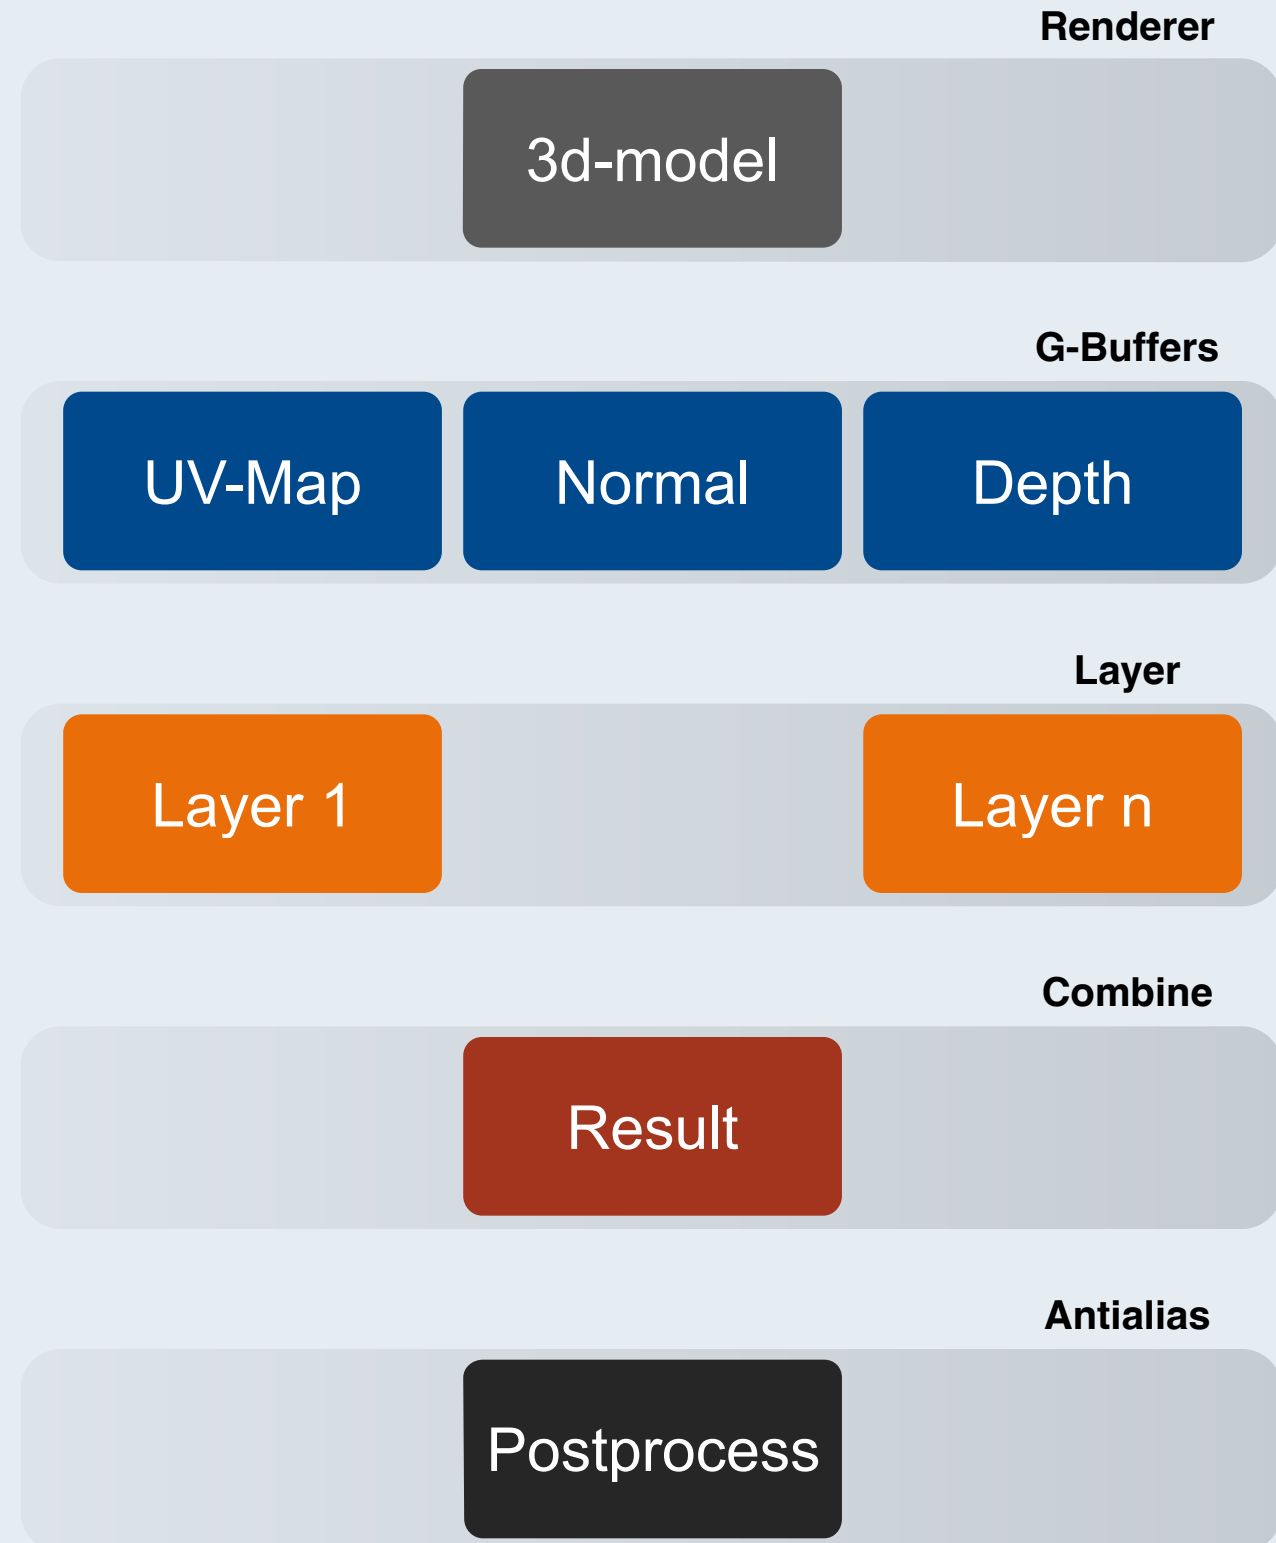 Renderer
3d-model
G-Buffers
UV-Map Normal Depth
Layer
Layer 1 Layer n
Combine
Result
Antialias
Postprocess